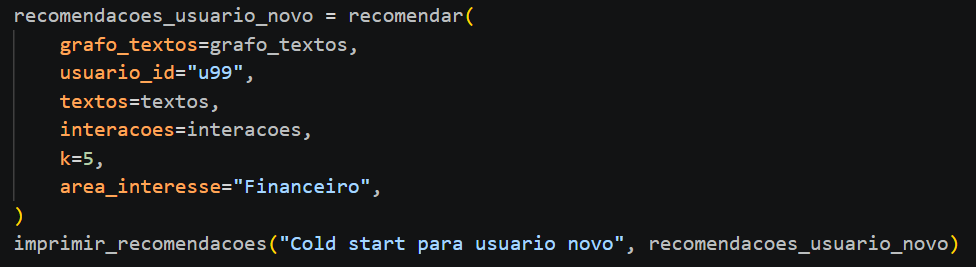 recomendacoes_usuario_novo = recomendar(
    grafo_textos=grafo_textos,
    usuario_id="u99",
    textos=textos,
    interacoes=interacoes,
    k=5,
    area_interesse="Financeiro",
)
imprimir_recomendacoes("Cold start para usuario novo", recomendacoes_usuario_novo)